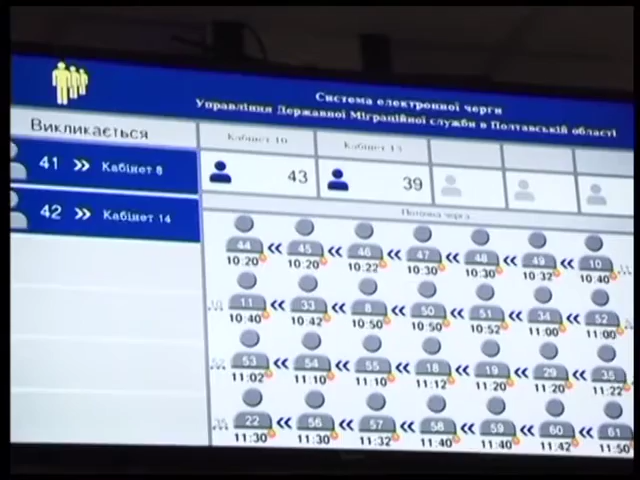 Система електронної черги
Управління Державної Міграційної служби в Полтавській області
Викликається
Кабінет 10
Кабінет 13
41 » Кабінет 8
43
39
42 » Кабінет 14
Поточна черга
44 « 45 « 46 « 47 « 48 « 49 « 10
10:20 10:20 10:22 10:30 10:30 10:32 10:40
11 « 33 « 8 « 50 « 51 « 34 « 52
10:40 10:42 10:50 10:50 10:52 11:00 11:00
53 « 54 « 55 « 18 « 19 « 29 « 35
11:02 11:10 11:10 11:12 11:20 11:20 11:22
22 « 56 « 57 « 58 « 59 « 60 « 61
11:30 11:30 11:32 11:40 11:40 11:42 11:50